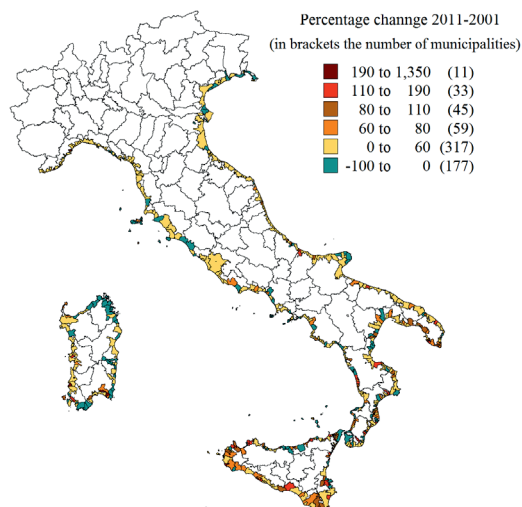 Percentage channge 2011-2001
(in brackets the number of municipalities)
190 to 1,350 (11)
110 to 190 (33)
80 to 110 (45)
60 to 80 (59)
0 to 60 (317)
-100 to 0 (177)